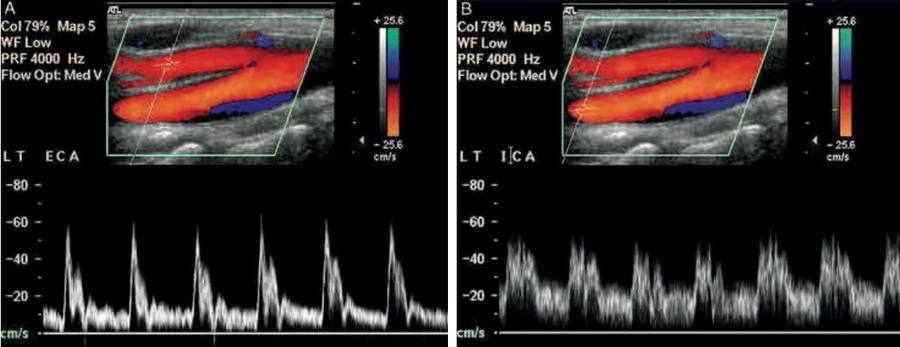 A
ATL
Col 79% Map 5
WF Low
PRF 4000 Hz
Flow Opt: Med V
+ 25.6
- 25.6
cm/s
LT ECA
-80
-60
-40
-20
cm/s
B
ATL
Col 79% Map 5
WF Low
PRF 4000 Hz
Flow Opt: Med V
+ 25.6
- 25.6
cm/s
LT ICA
-80
-60
-40
-20
cm/s